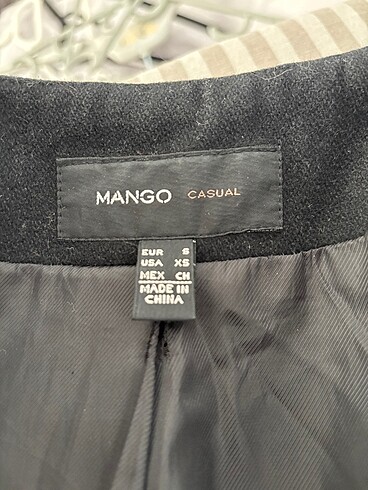 MANGO CASUAL
EUR S
USA XS
MEX CH
MADE IN
CHINA